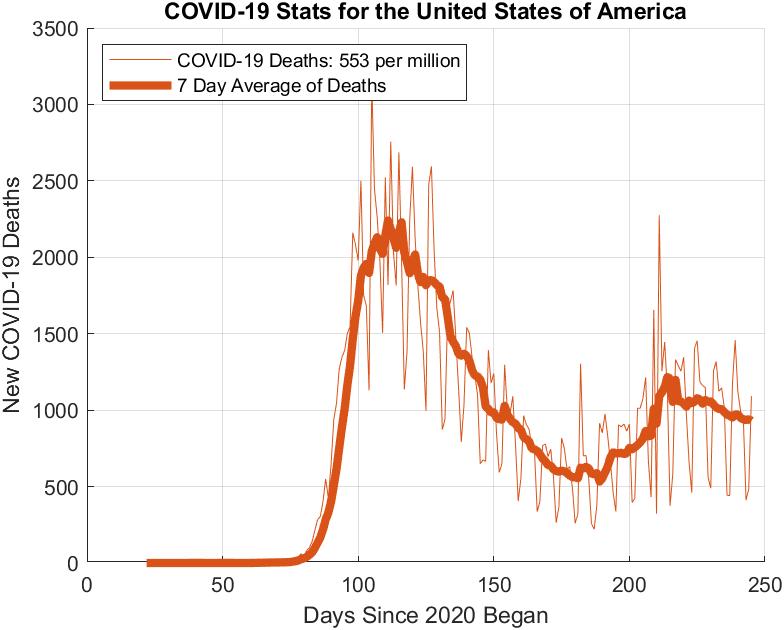 COVID-19 Stats for the United States of America
3500
COVID-19 Deaths: 553 per million
7 Day Average of Deaths
3000
2500
2000
1500
1000
500
0
New COVID-19 Deaths
0 50 100 150 200 250
Days Since 2020 Began